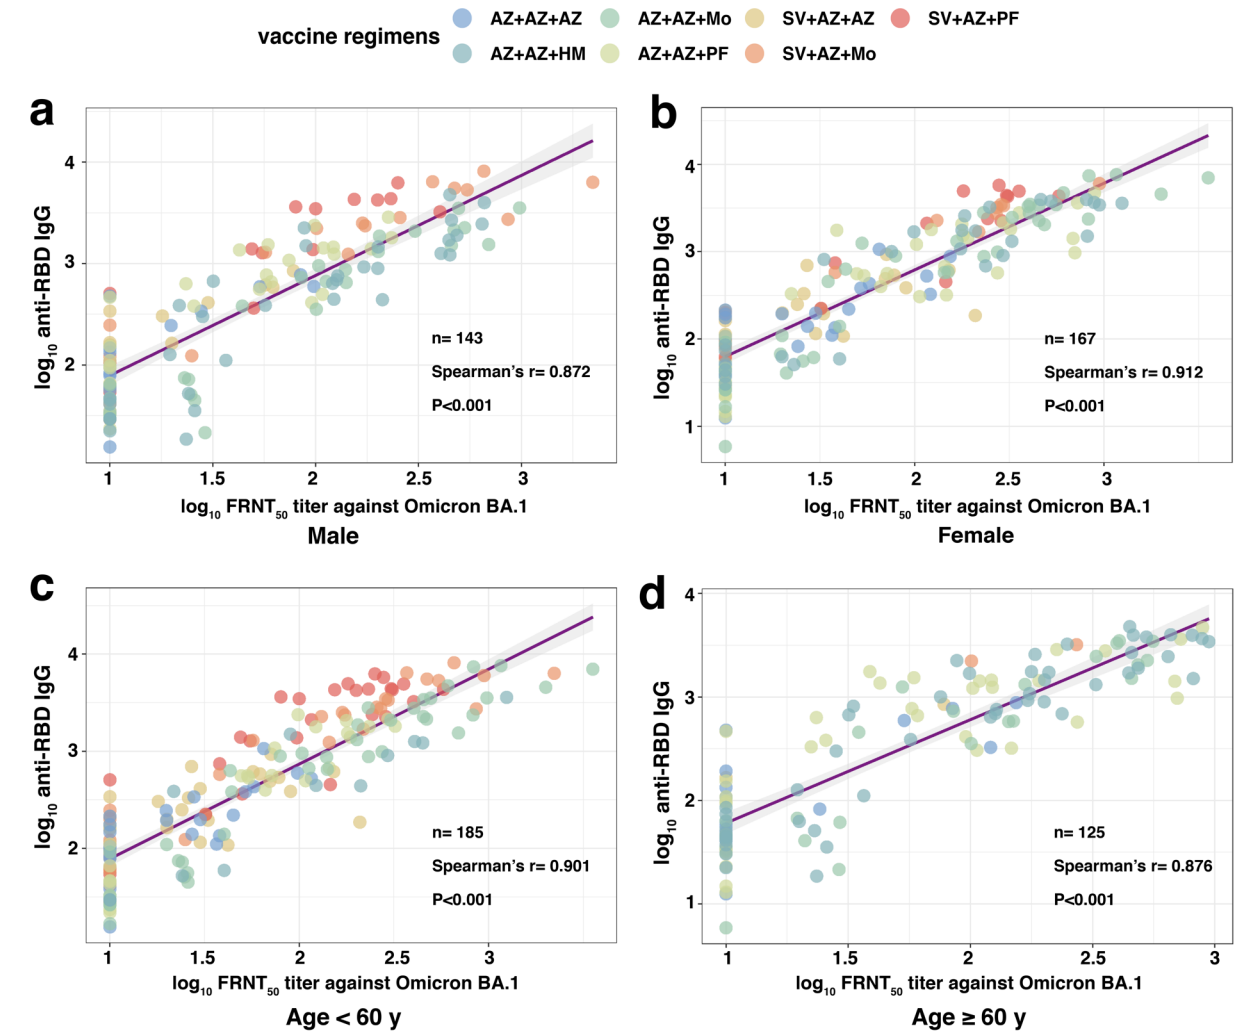 vaccine regimens
AZ+AZ+AZ AZ+AZ+Mo SV+AZ+AZ SV+AZ+PF
AZ+AZ+HM AZ+AZ+PF SV+AZ+Mo
a
log10 anti-RBD IgG
4
3
2
n= 143
Spearman's r= 0.872
P<0.001
1 1.5 2 2.5 3
log10 FRNT50 titer against Omicron BA.1
Male
b
log10 anti-RBD IgG
4
3
2
1
n= 167
Spearman's r= 0.912
P<0.001
1 1.5 2 2.5 3
log10 FRNT50 titer against Omicron BA.1
Female
c
log10 anti-RBD IgG
4
3
2
n= 185
Spearman's r= 0.901
P<0.001
1 1.5 2 2.5 3
log10 FRNT50 titer against Omicron BA.1
Age < 60 y
d
log10 anti-RBD IgG
4
3
2
1
n= 125
Spearman's r= 0.876
P<0.001
1 1.5 2 2.5 3
log10 FRNT50 titer against Omicron BA.1
Age ≥ 60 y